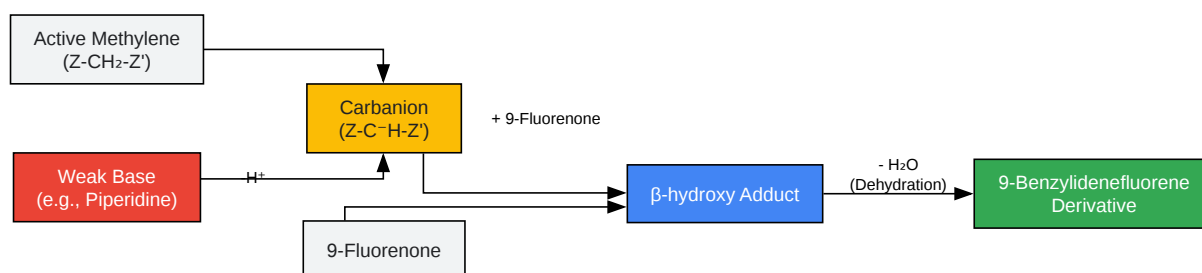 Active Methylene
(Z-CH₂-Z')
Carbanion
(Z-C⁻H-Z')
+ 9-Fluorenone
Weak Base
(e.g., Piperidine)
-H⁺
9-Fluorenone
β-hydroxy Adduct
- H₂O
(Dehydration)
9-Benzylidenefluorene
Derivative